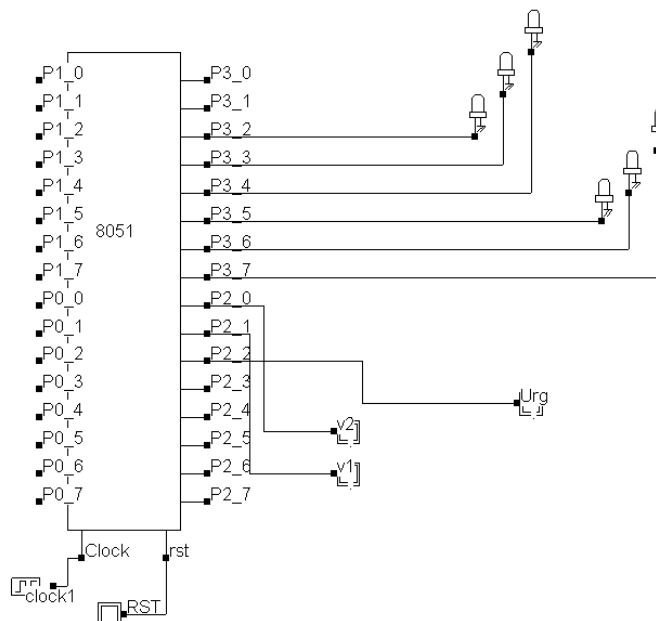 P1_0 P3_0
P1_1 P3_1
P1_2 P3_2
P1_3 P3_3
P1_4 P3_4
P1_5 P3_5
8051
P1_6 P3_6
P1_7 P3_7
P0_0 P2_0
P0_1 P2_1
P0_2 P2_2
P0_3 P2_3
P0_4 P2_4
P0_5 P2_5
P0_6 P2_6
P0_7 P2_7
Urg
v2
v1
Clock rst
clock1
RST